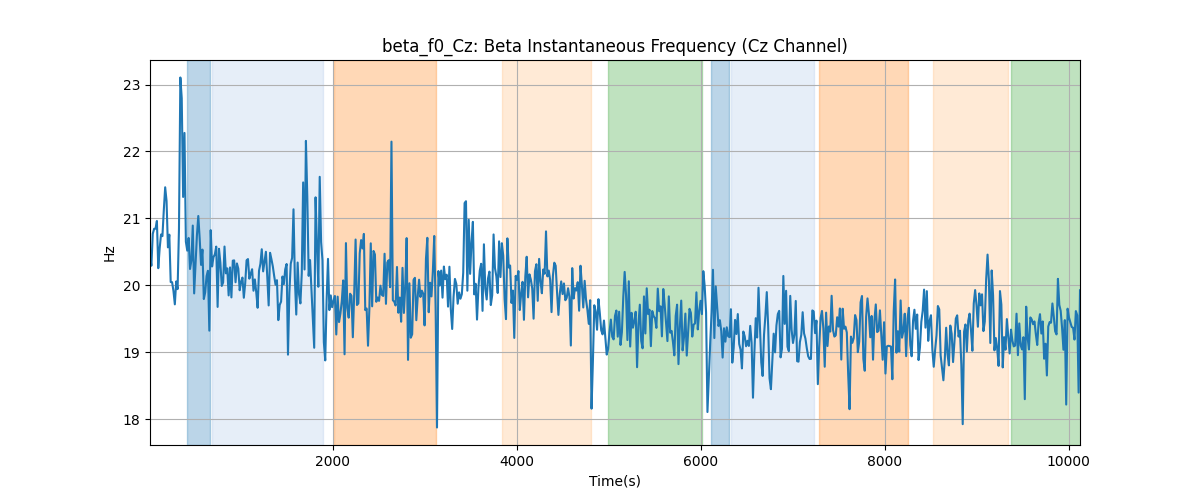 beta_f0_Cz: Beta Instantaneous Frequency (Cz Channel)
23
22
21
20
19
18
Hz
2000 4000 6000 8000 10000
Time(s)